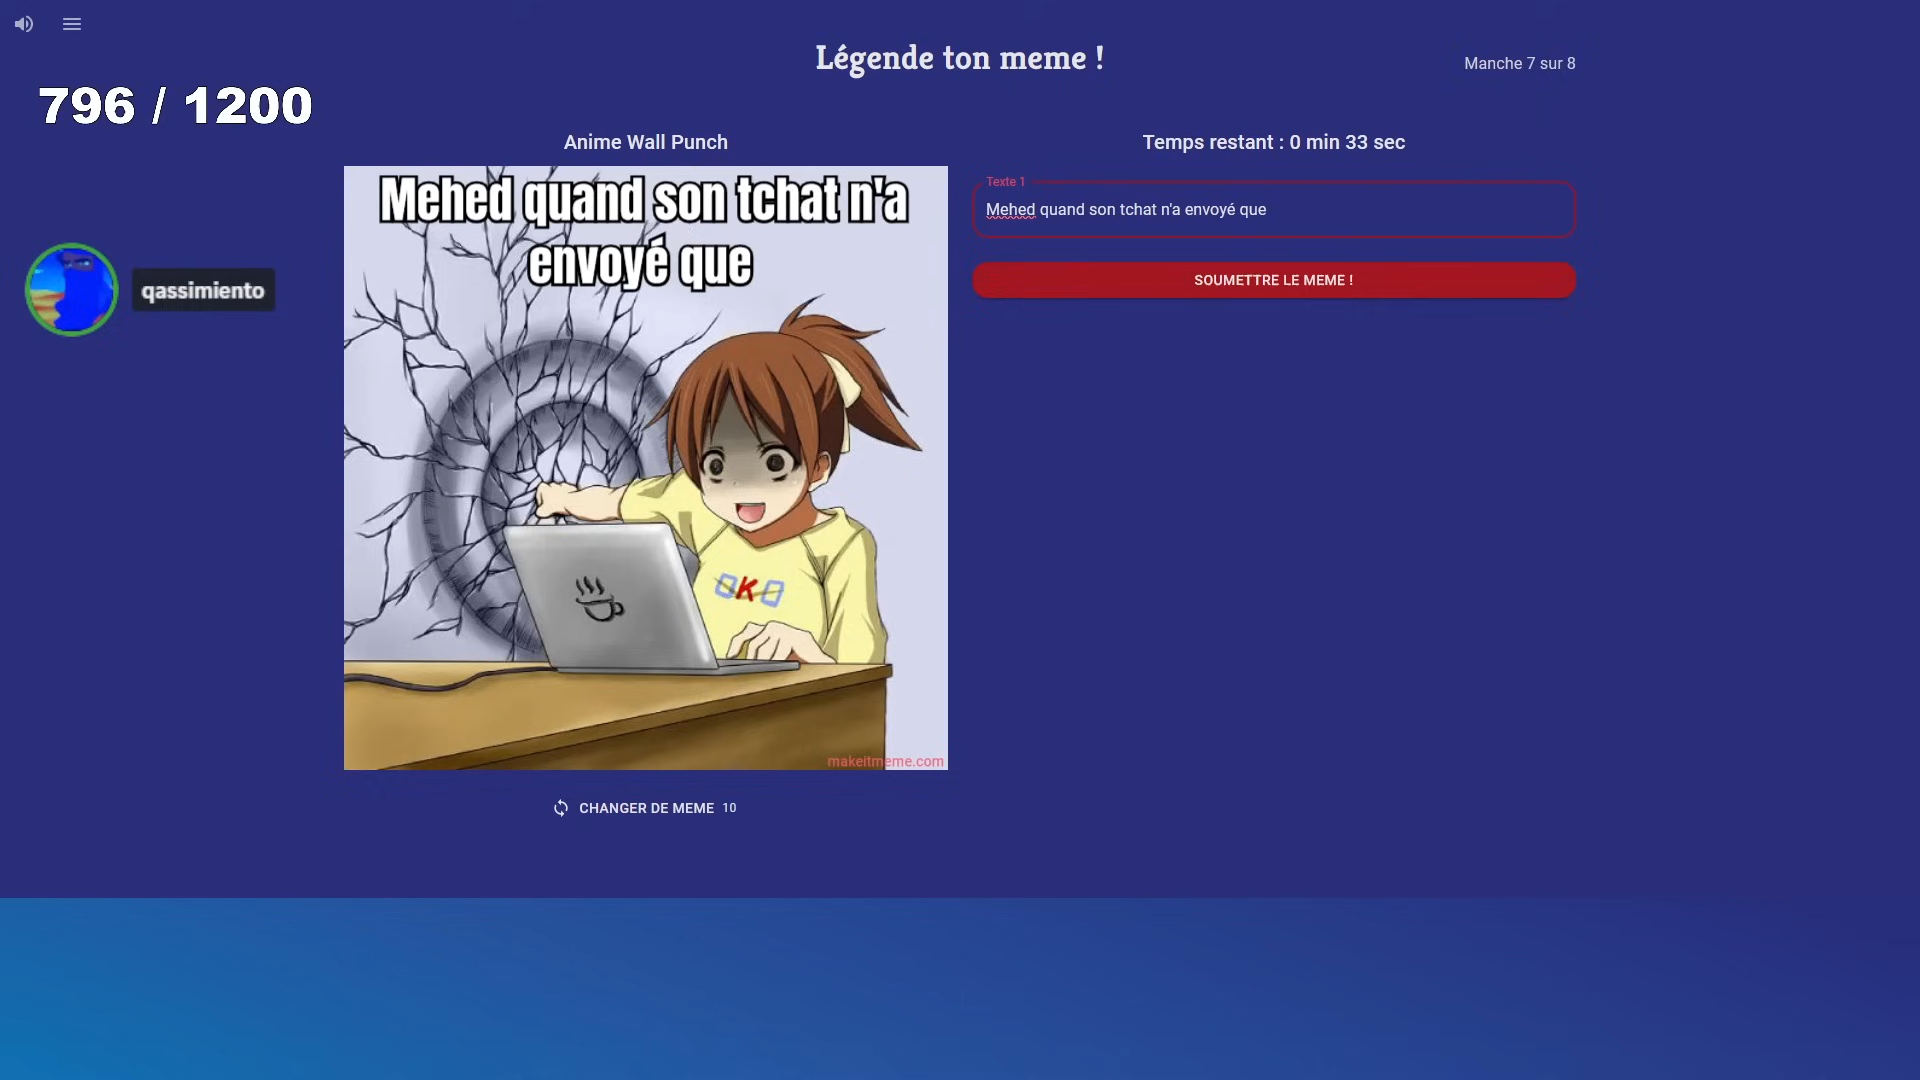 Légende ton meme !
Manche 7 sur 8
796 / 1200
Anime Wall Punch
Temps restant : 0 min 33 sec
Mehed quand son tchat n'a
envoyé que
Texte 1
Mehed quand son tchat n'a envoyé que
SOUMETTRE LE MEME !
qassimiento
OKO
makeitmeme.com
CHANGER DE MEME 10